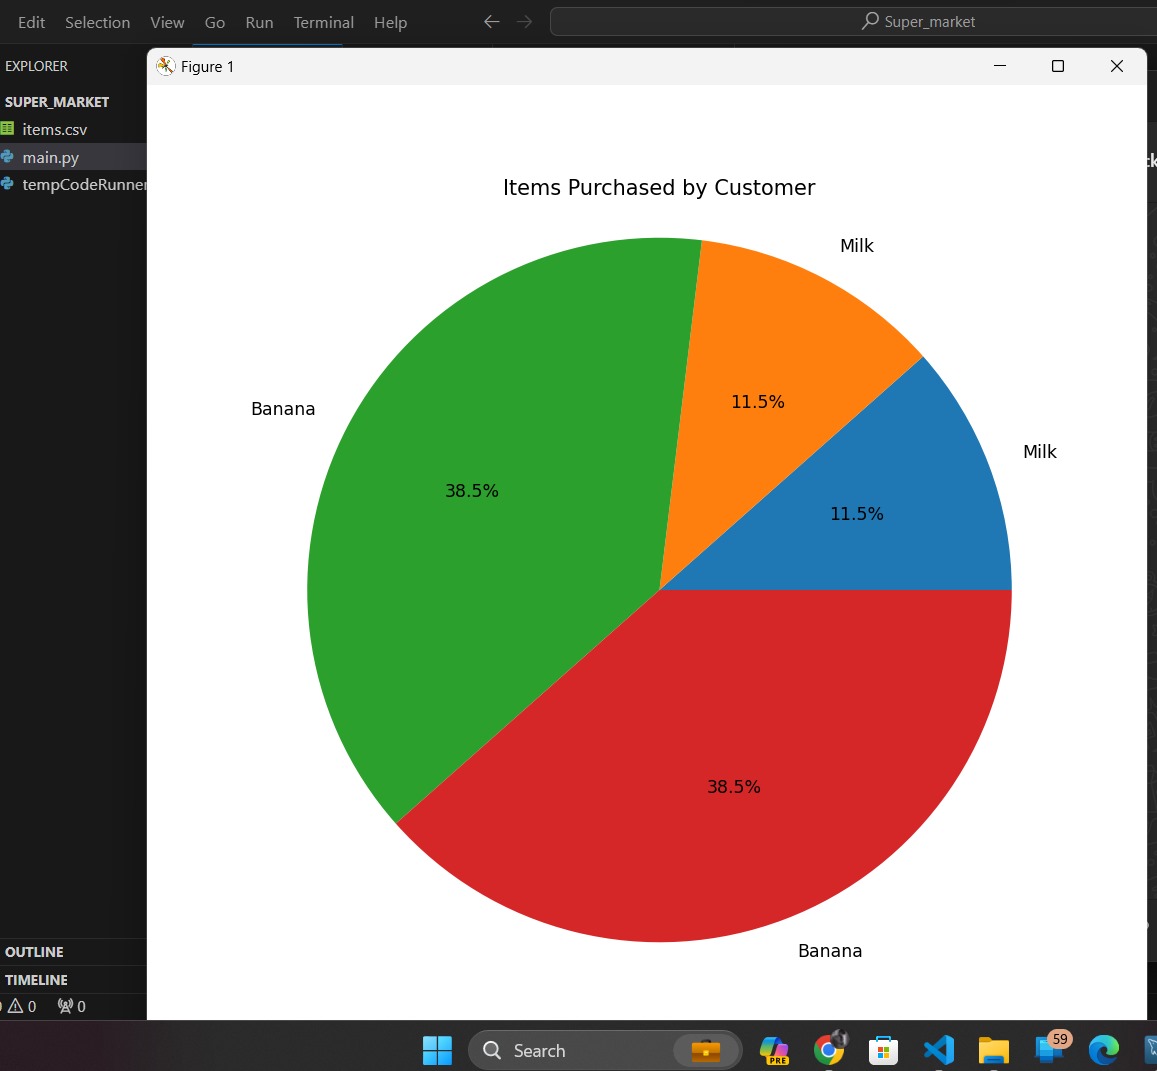 Edit Selection View Go Run Terminal Help
Super_market
EXPLORER
Figure 1
SUPER_MARKET
items.csv
main.py
tempCodeRunner
Items Purchased by Customer
Milk
Banana
11.5%
Milk
38.5%
11.5%
38.5%
Banana
OUTLINE
TIMELINE
0 0
Search
PRE
59